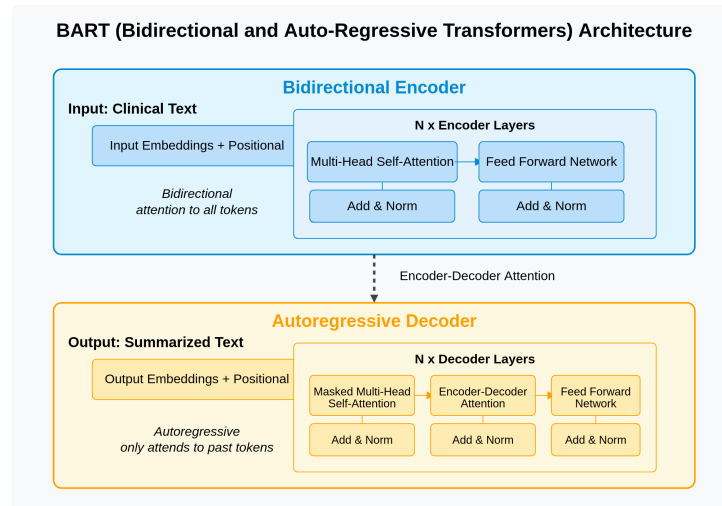 BART (Bidirectional and Auto-Regressive Transformers) Architecture
Bidirectional Encoder
Input: Clinical Text
N x Encoder Layers
Input Embeddings + Positional
Multi-Head Self-Attention
Feed Forward Network
Bidirectional
attention to all tokens
Add & Norm
Add & Norm
Encoder-Decoder Attention
Autoregressive Decoder
Output: Summarized Text
N x Decoder Layers
Output Embeddings + Positional
Masked Multi-Head
Self-Attention
Encoder-Decoder
Attention
Feed Forward
Network
Autoregressive
only attends to past tokens
Add & Norm
Add & Norm
Add & Norm